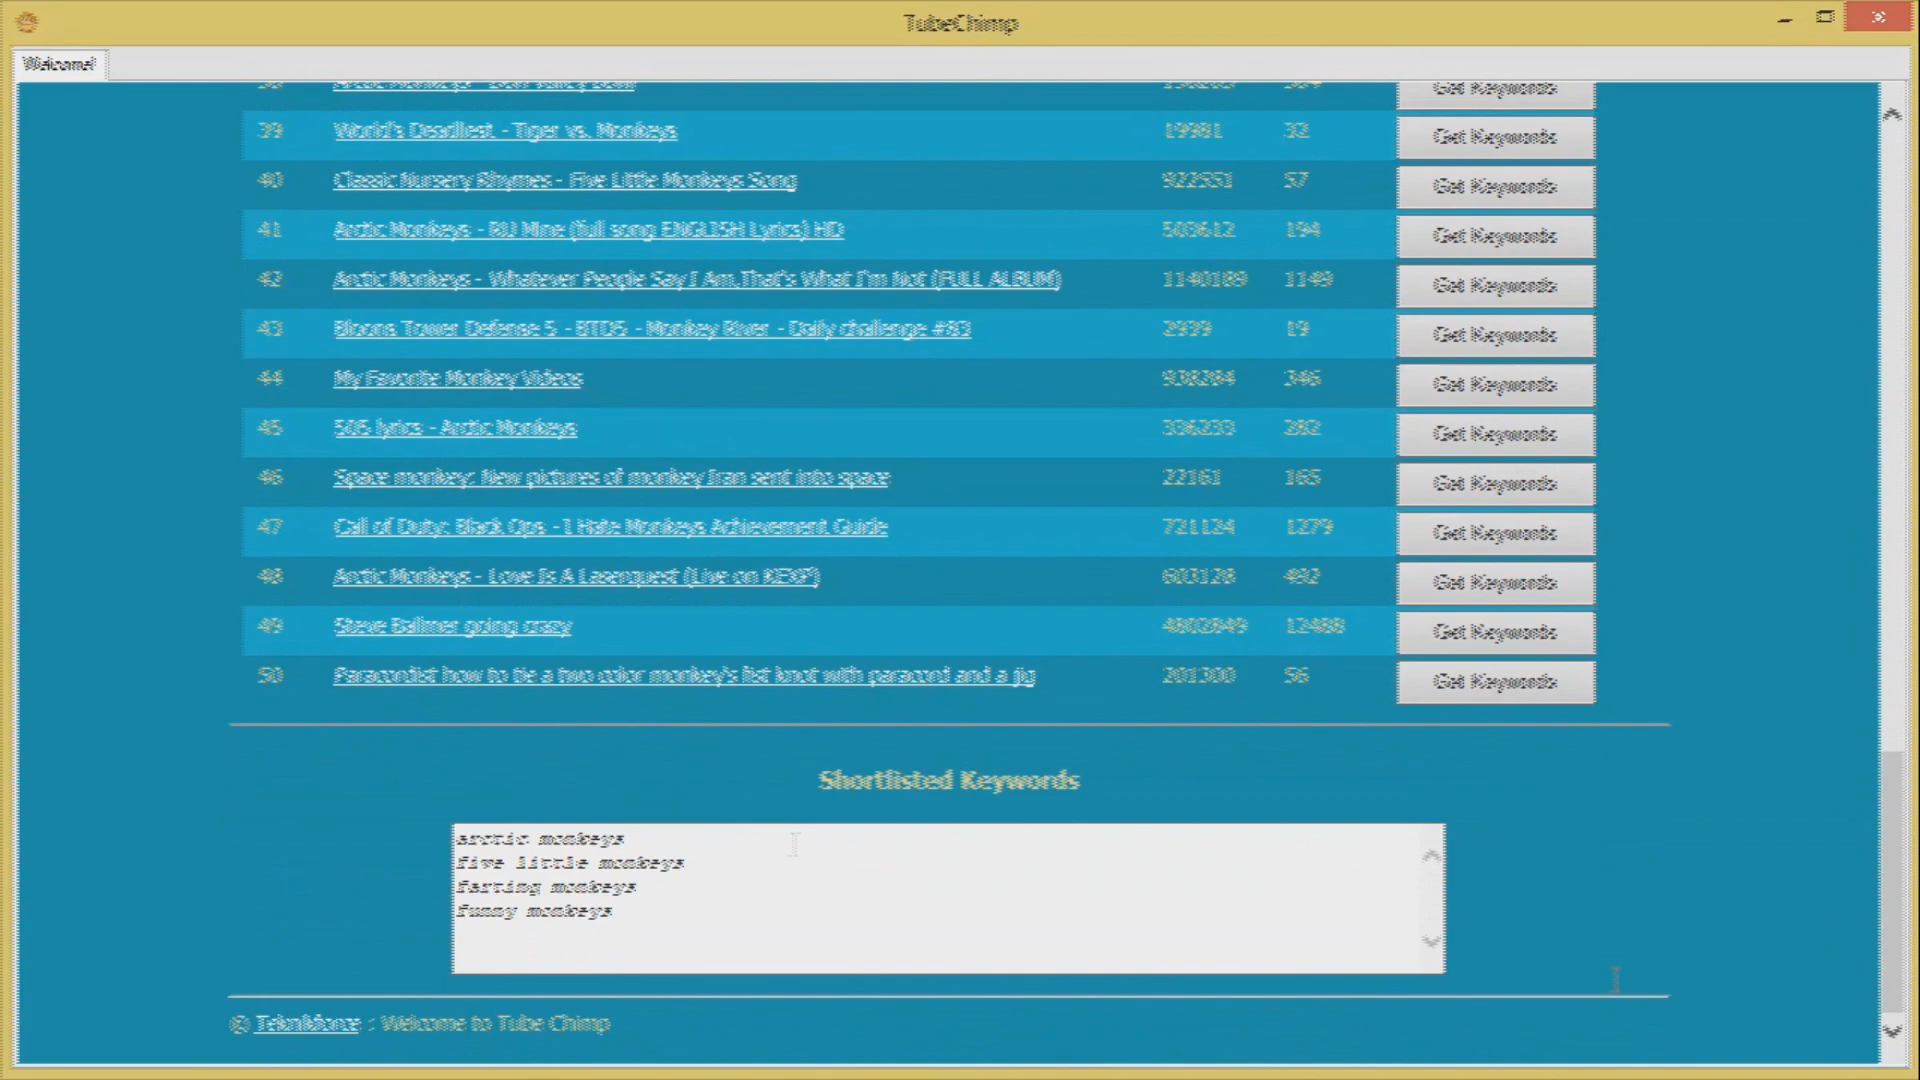 TubeChimp
Welcome!
Get Keywords
39 World's Deadliest - Tiger vs. Monkeys 19981 32 Get Keywords
40 Classic Nursery Rhymes - Five Little Monkeys Song 922551 57 Get Keywords
41 Arctic Monkeys - RU Mine (full song ENGLISH Lyrics) HD 503612 194 Get Keywords
42 Arctic Monkeys - Whatever People Say I Am,That's What I'm Not (FULL ALBUM) 1140189 1149 Get Keywords
43 Bloons Tower Defense 5 - BTD5 - Monkey River - Daily challenge #83 2939 19 Get Keywords
44 My Favorite Monkey Videos 938284 346 Get Keywords
45 505 lyrics - Arctic Monkeys 336233 282 Get Keywords
46 Space monkey: New pictures of monkey Iran sent into space 22161 165 Get Keywords
47 Call of Duty: Black Ops - I Hate Monkeys Achievement Guide 721124 1279 Get Keywords
48 Arctic Monkeys - Love Is A Laserquest (Live on KEXP) 603128 492 Get Keywords
49 Steve Ballmer going crazy 4802849 12488 Get Keywords
50 Paracordist how to tie a two color monkey's fist knot with paracord and a jig 201300 56 Get Keywords
Shortlisted Keywords
arctic monkeys
five little monkeys
farting monkeys
funny monkeys
© Teknikforce : Welcome to Tube Chimp